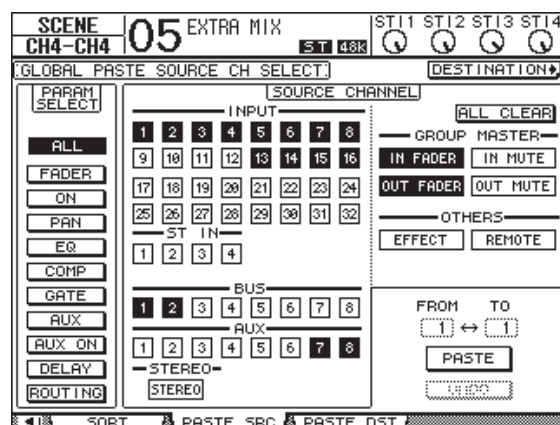 SCENE
CH4-CH4
05 EXTRA MIX
ST 48k
STI1 STI2 STI3 STI4
GLOBAL PASTE SOURCE CH SELECT
DESTINATION
PARAM SELECT
ALL
FADER
ON
PAN
EQ
COMP
GATE
AUX
AUX ON
DELAY
ROUTING
SOURCE CHANNEL
INPUT
1 2 3 4 5 6 7 8
9 10 11 12 13 14 15 16
17 18 19 20 21 22 23 24
25 26 27 28 29 30 31 32
ST IN
1 2 3 4
BUS
1 2 3 4 5 6 7 8
AUX
1 2 3 4 5 6 7 8
STEREO
STEREO
ALL CLEAR
GROUP MASTER
IN FADER IN MUTE
OUT FADER OUT MUTE
OTHERS
EFFECT REMOTE
FROM TO
1 ↔ 1
PASTE
UNDO
SORT PASTE SRC PASTE DST